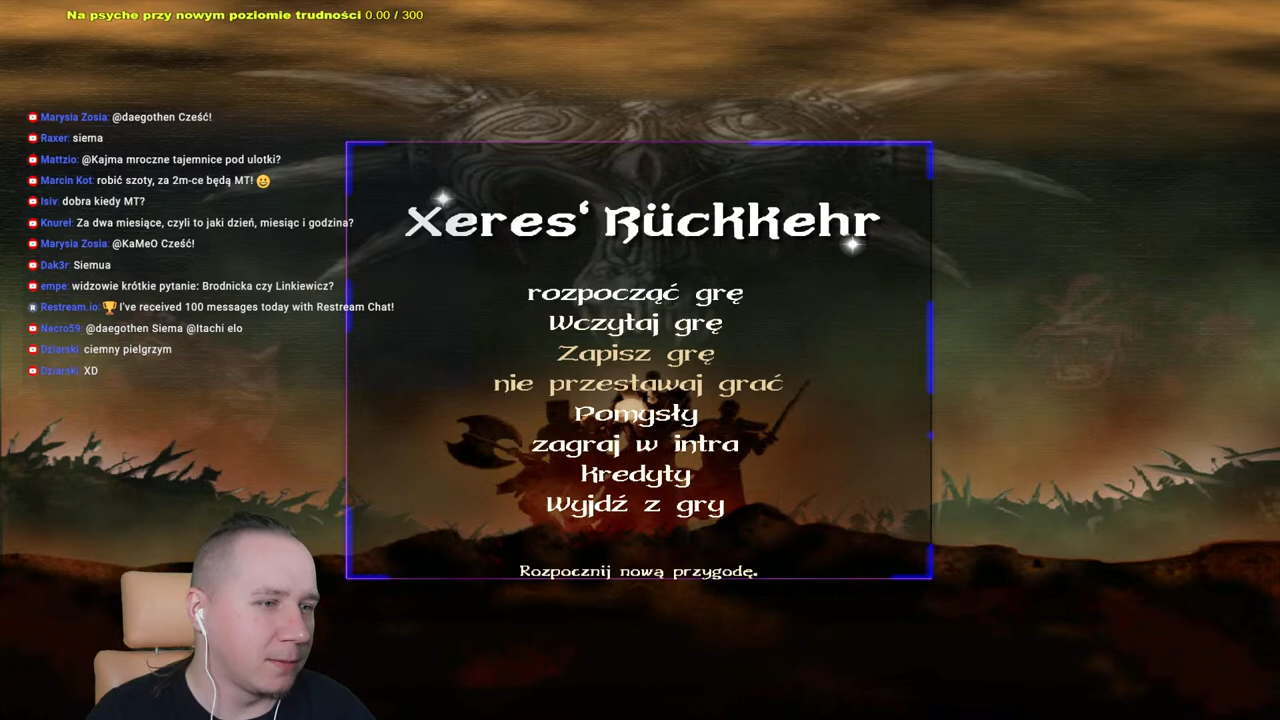 Na psyche przy nowym poziomie trudności 0.00 / 300
Marysia Zosia: @daegothen Cześć!
Raxer: siema
Mattzio: @Kajma mroczne tajemnice pod ulotki?
Marcin Kot: robić szoty, za 2m-ce będą MT! 😀
Isiv: dobra kiedy MT?
Knureł: Za dwa miesiące, czyli to jaki dzień, miesiąc i godzina?
Marysia Zosia: @KaMeO Cześć!
Dak3r: Siemua
empe: widzowie krótkie pytanie: Brodnicka czy Linkiewicz?
R Restream.io: 🏆 I've received 100 messages today with Restream Chat!
Necro59: @daegothen Siema @Itachi elo
Dziarski: ciemny pielgrzym
Dziarski: XD
Xeres' Rückkehr
rozpocząć grę
Wczytaj grę
Zapisz grę
nie przestawaj grać
Pomysły
zagraj w intra
Kredyty
Wyjdź z gry
Rozpocznij nową przygodę.